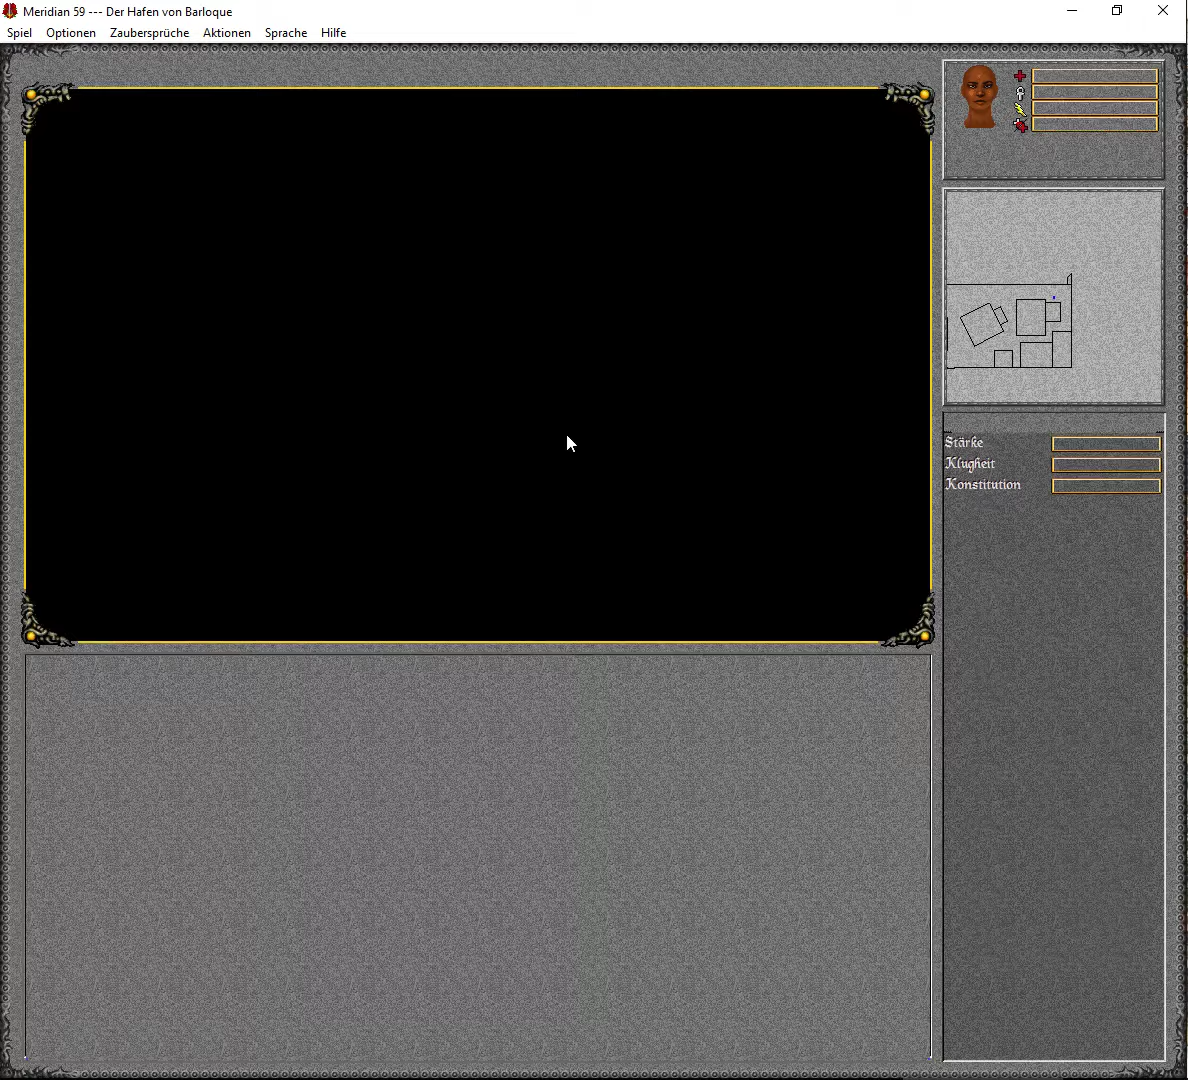 Meridian 59 --- Der Hafen von Barloque
Spiel Optionen Zaubersprüche Aktionen Sprache Hilfe
Stärke
Klugheit
Konstitution